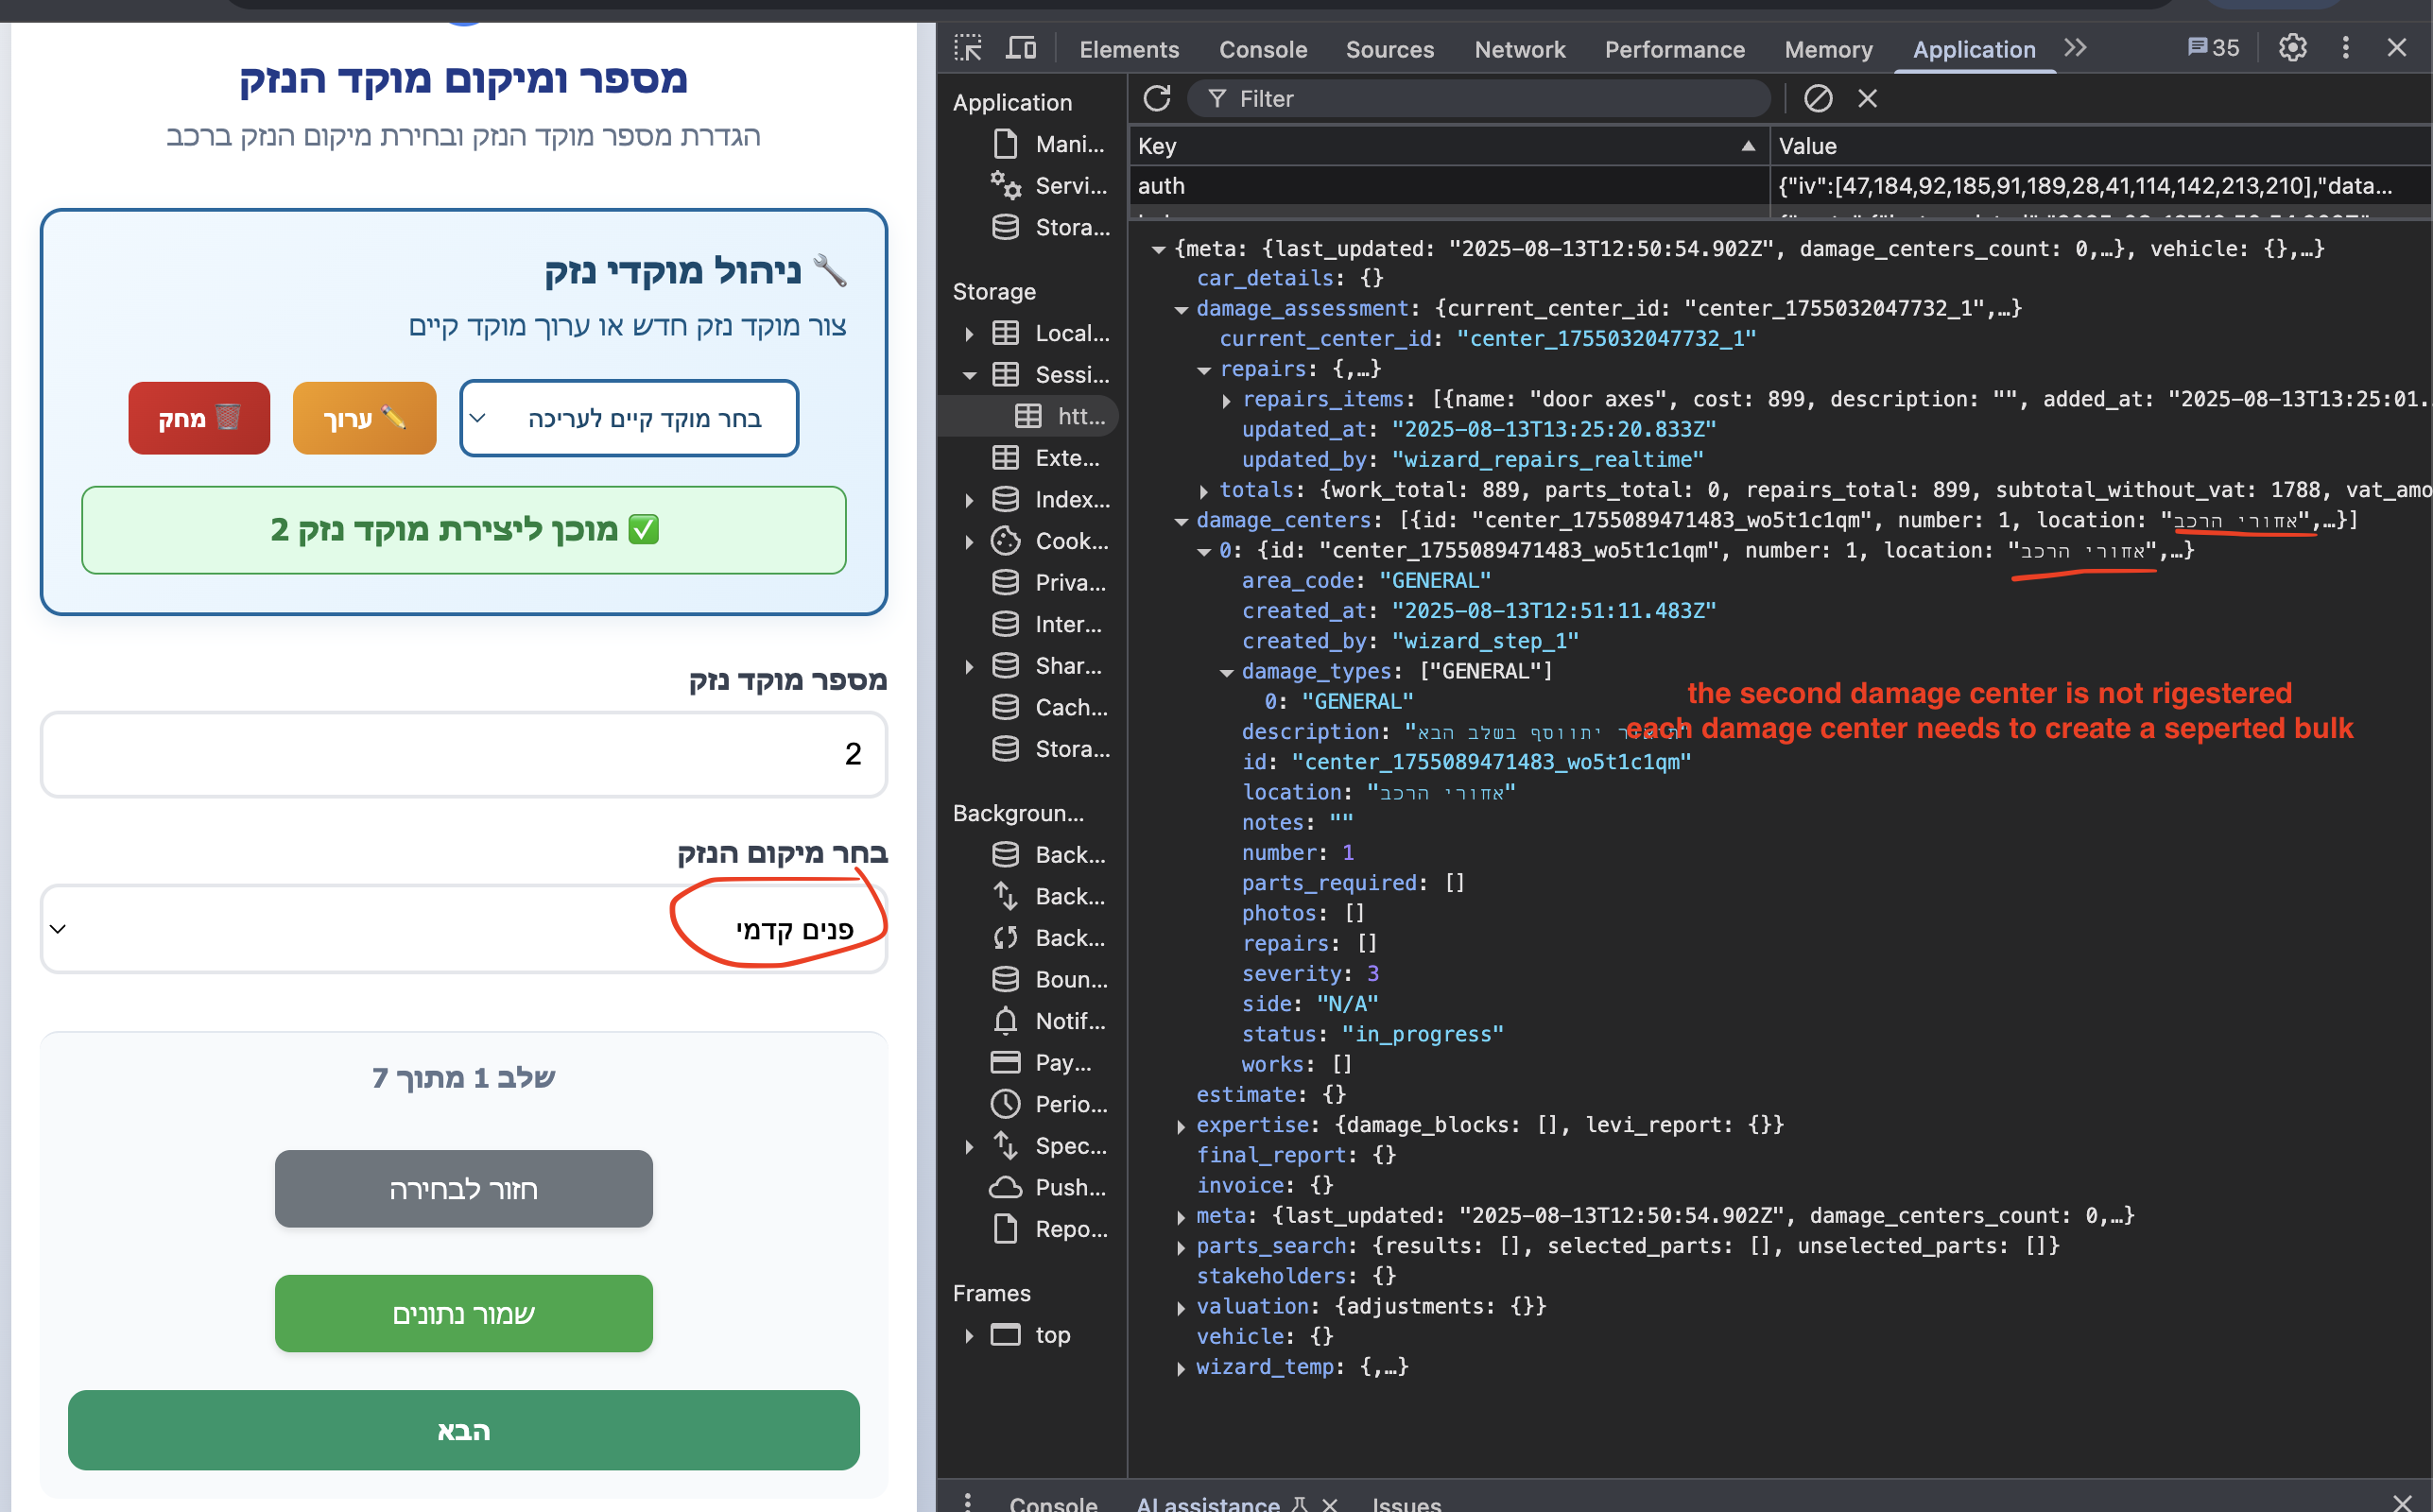 מספר ומיקום מוקד הנזק
הגדרת מספר מוקד הנזק ובחירת מיקום הנזק ברכב
🔧 ניהול מוקדי נזק
צור מוקד נזק חדש או ערוך מוקד קיים
בחר מוקד קיים לעריכה
✏️ ערוך
🗑️ מחק
✅ מוכן ליצירת מוקד נזק 2
מספר מוקד נזק
2
בחר מיקום הנזק
פנים קדמי
שלב 1 מתוך 7
חזור לבחירה
שמור נתונים
הבא
Elements Console Sources Network Performance Memory Application 35
Application
Mani...
Servi...
Stora...
Storage
Local...
Sessi...
htt...
Exte...
Index...
Cook...
Priva...
Inter...
Shar...
Cach...
Stora...
Backgroun...
Back...
Back...
Back...
Boun...
Notif...
Pay...
Perio...
Spec...
Push...
Repo...
Frames
top
Filter
Key Value
auth {"iv":[47,184,92,185,91,189,28,41,114,142,213,210],"data...
{meta: {last_updated: "2025-08-13T12:50:54.902Z", damage_centers_count: 0,…}, vehicle: {},…}
car_details: {}
damage_assessment: {current_center_id: "center_1755032047732_1",…}
current_center_id: "center_1755032047732_1"
repairs: {,…}
repairs_items: [{name: "door axes", cost: 899, description: "", added_at: "2025-08-13T13:25:01.
updated_at: "2025-08-13T13:25:20.833Z"
updated_by: "wizard_repairs_realtime"
totals: {work_total: 889, parts_total: 0, repairs_total: 899, subtotal_without_vat: 1788, vat_amo
damage_centers: [{id: "center_1755089471483_wo5t1c1qm", number: 1, location: "אחורי הרכב",…}]
0: {id: "center_1755089471483_wo5t1c1qm", number: 1, location: "אחורי הרכב",…}
area_code: "GENERAL"
created_at: "2025-08-13T12:51:11.483Z"
created_by: "wizard_step_1"
damage_types: ["GENERAL"]
0: "GENERAL"
the second damage center is not rigestered
each damage center needs to create a seperted bulk
description: "יתווסף בשלב הבא"
id: "center_1755089471483_wo5t1c1qm"
location: "אחורי הרכב"
notes: ""
number: 1
parts_required: []
photos: []
repairs: []
severity: 3
side: "N/A"
status: "in_progress"
works: []
estimate: {}
expertise: {damage_blocks: [], levi_report: {}}
final_report: {}
invoice: {}
meta: {last_updated: "2025-08-13T12:50:54.902Z", damage_centers_count: 0,…}
parts_search: {results: [], selected_parts: [], unselected_parts: []}
stakeholders: {}
valuation: {adjustments: {}}
vehicle: {}
wizard_temp: {,…}
Console AI assistance Issues